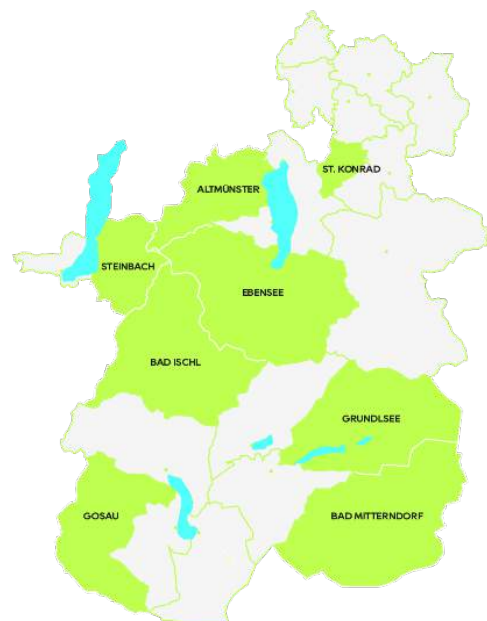 ST. KONRAD
ALTMÜNSTER
STEINBACH
EBENSEE
BAD ISCHL
GRUNDLSEE
GOSAU
BAD MITTERNDORF